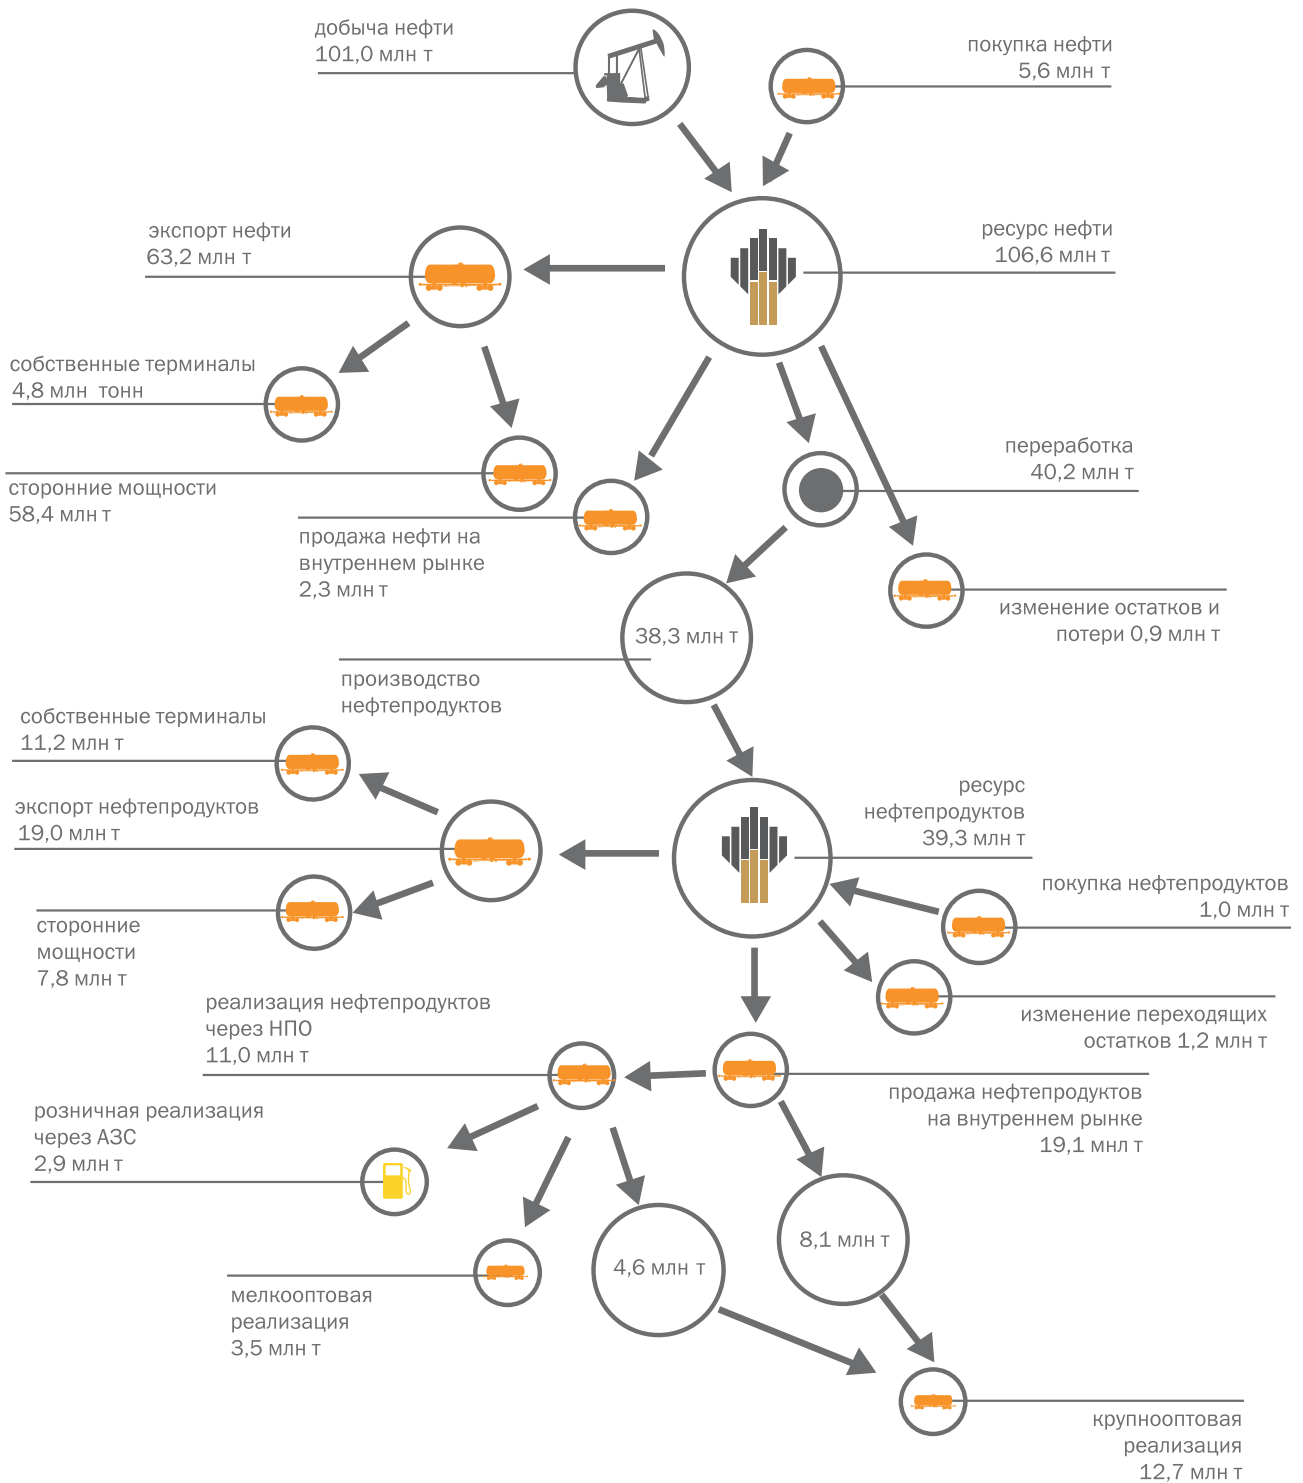 добыча нефти
101,0 млн т
покупка нефти
5,6 млн т
экспорт нефти
63,2 млн т
ресурс нефти
106,6 млн т
собственные терминалы
4,8 млн тонн
сторонние мощности
58,4 млн т
продажа нефти на
внутреннем рынке
2,3 млн т
переработка
40,2 млн т
изменение остатков и
потери 0,9 млн т
38,3 млн т
производство
нефтепродуктов
собственные терминалы
11,2 млн т
экспорт нефтепродуктов
19,0 млн т
сторонние
мощности
7,8 млн т
ресурс
нефтепродуктов
39,3 млн т
покупка нефтепродуктов
1,0 млн т
изменение переходящих
остатков 1,2 млн т
реализация нефтепродуктов
через НПО
11,0 млн т
продажа нефтепродуктов
на внутреннем рынке
19,1 мнл т
розничная реализация
через АЗС
2,9 млн т
мелкооптовая
реализация
3,5 млн т
4,6 млн т
8,1 млн т
крупнооптовая
реализация
12,7 млн т